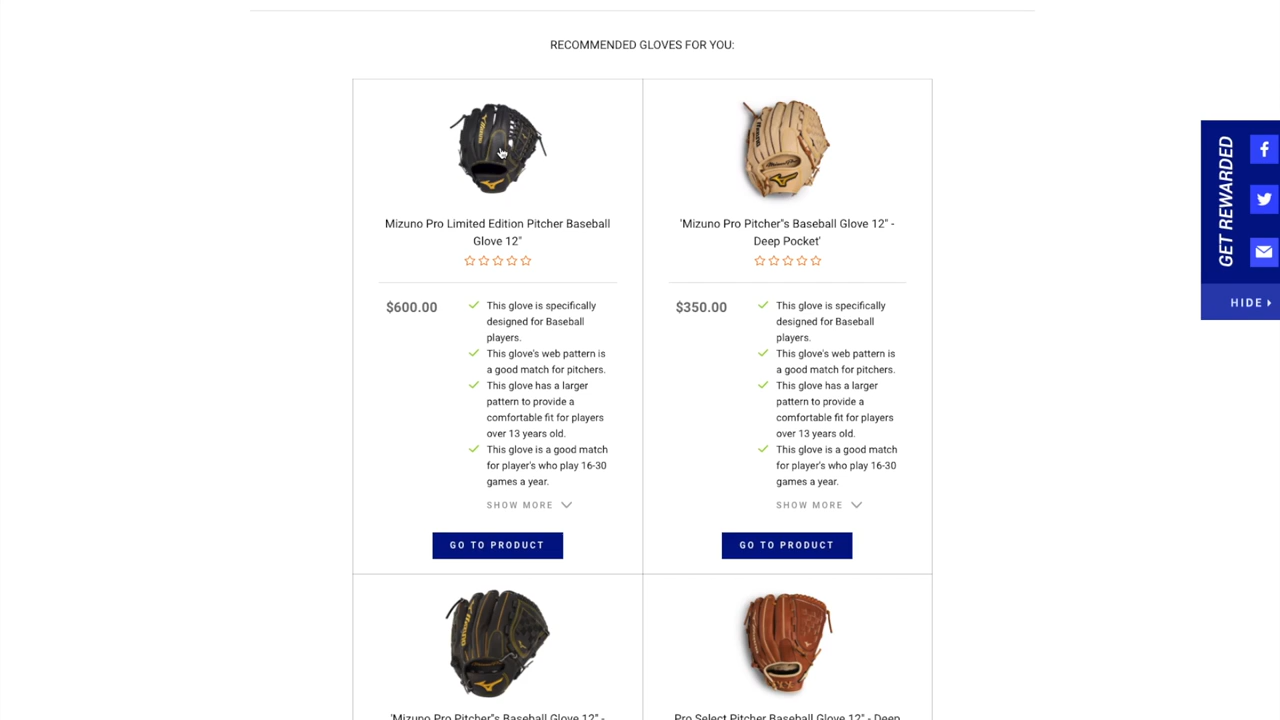 RECOMMENDED GLOVES FOR YOU:
Mizuno Pro Limited Edition Pitcher Baseball
Glove 12"
$600.00
This glove is specifically
designed for Baseball
players.
This glove's web pattern is
a good match for pitchers.
This glove has a larger
pattern to provide a
comfortable fit for players
over 13 years old.
This glove is a good match
for player's who play 16-30
games a year.
SHOW MORE
GO TO PRODUCT
'Mizuno Pro Pitcher"s Baseball Glove 12" -
Deep Pocket'
$350.00
This glove is specifically
designed for Baseball
players.
This glove's web pattern is
a good match for pitchers.
This glove has a larger
pattern to provide a
comfortable fit for players
over 13 years old.
This glove is a good match
for player's who play 16-30
games a year.
SHOW MORE
GO TO PRODUCT
'Mizuno Pro Pitcher"s Baseball Glove 12" -
Pro Select Pitcher Baseball Glove 12" - Deep
GET REWARDED
HIDE